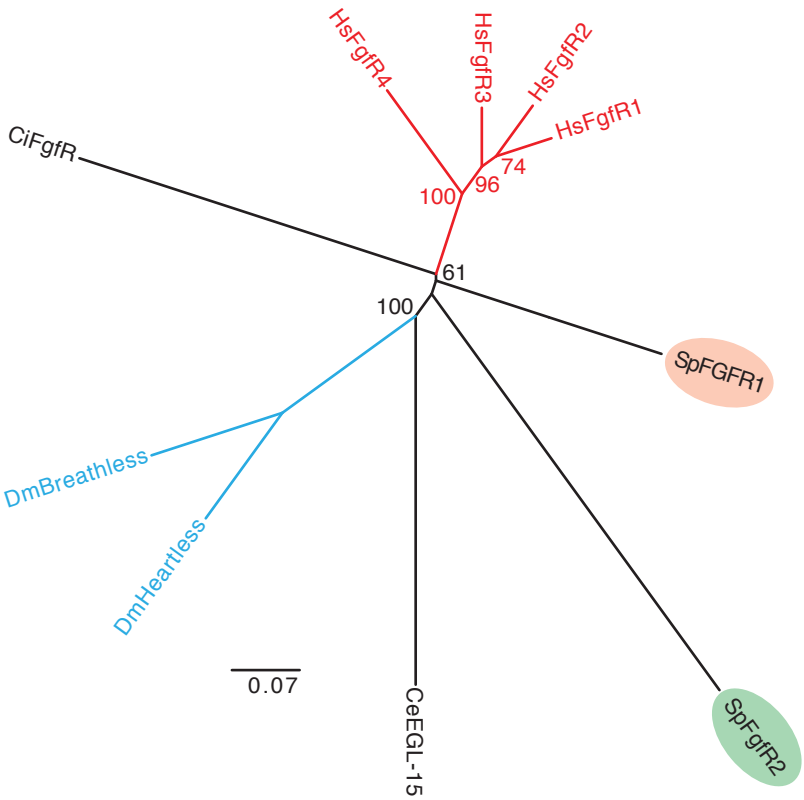 HsFgfR4
HsFgfR3
HsFgfR2
HsFgfR1
CiFgfR
74
96
100
61
100
SpFGFR1
DmBreathless
DmHeartless
0.07
CeEGL-15
SpFgfR2